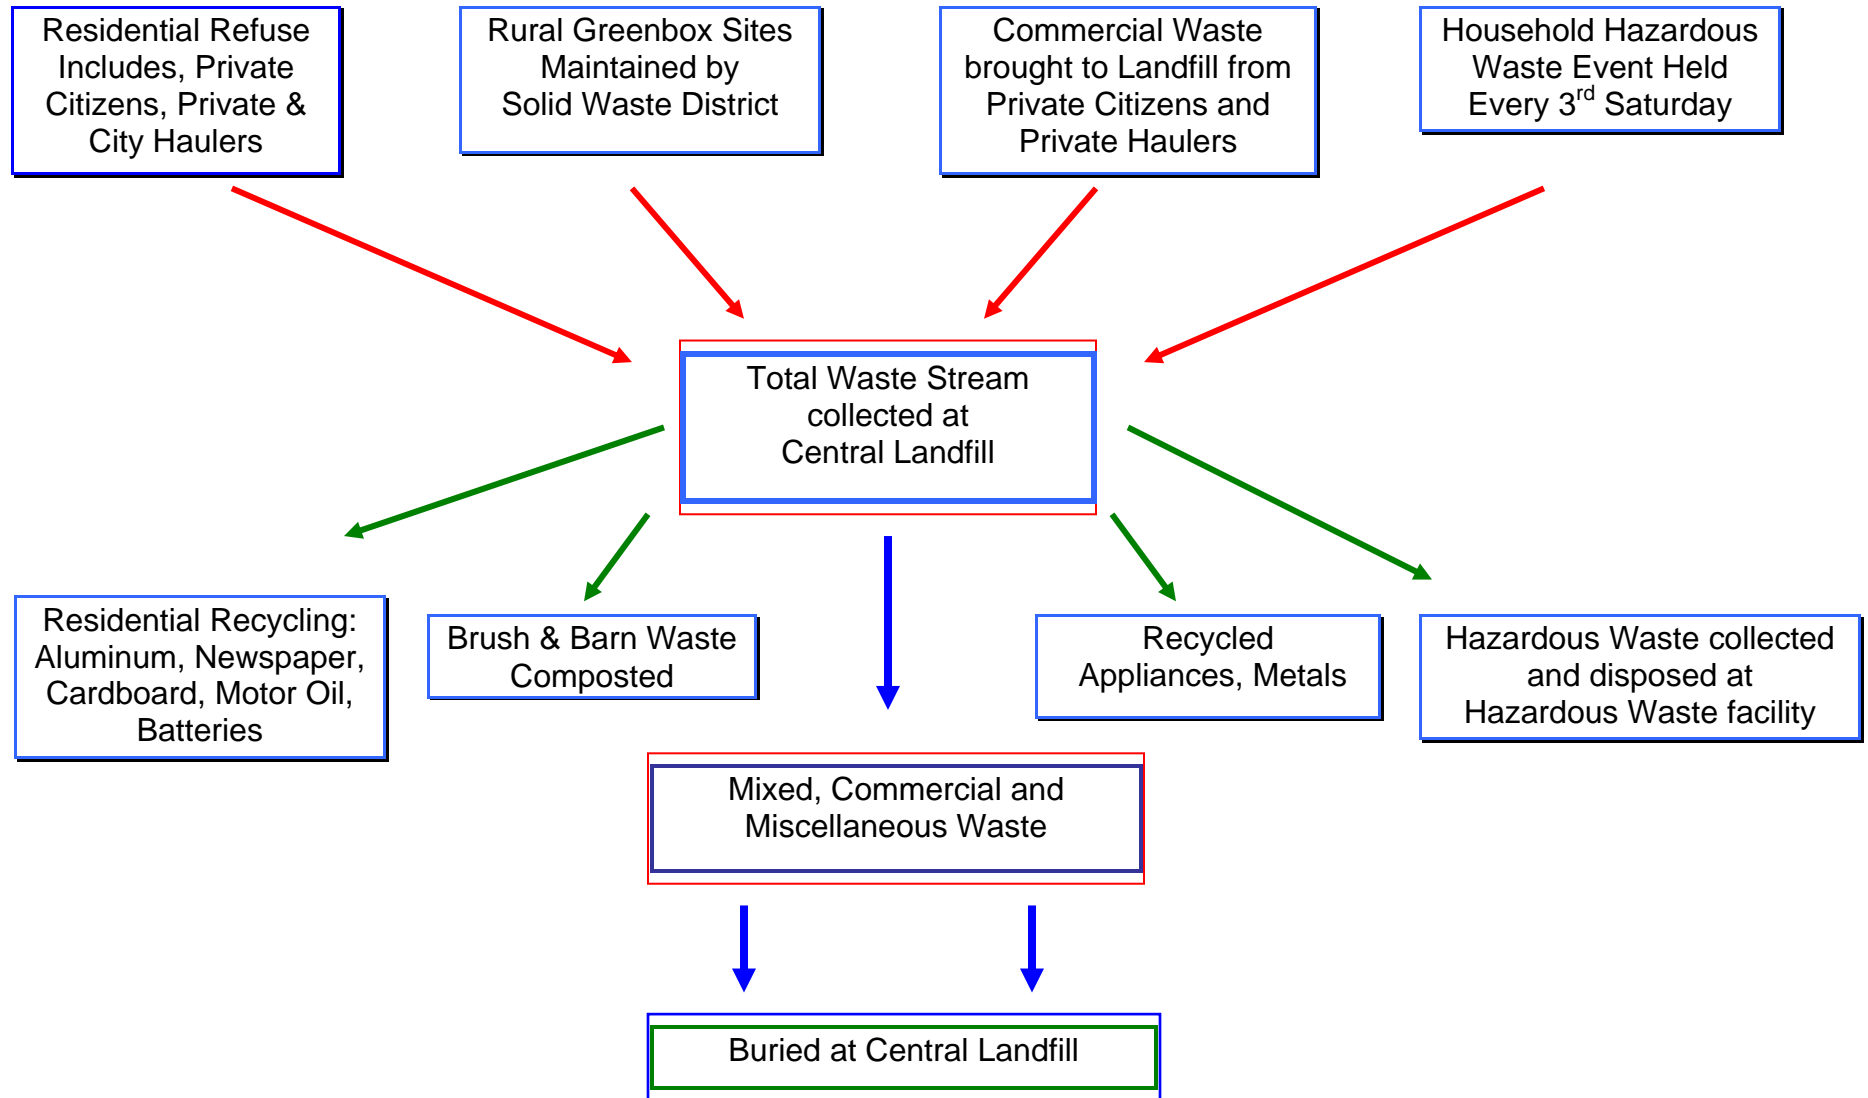 Residential Refuse
Includes, Private
Citizens, Private &
City Haulers
Rural Greenbox Sites
Maintained by
Solid Waste District
Commercial Waste
brought to Landfill from
Private Citizens and
Private Haulers
Household Hazardous
Waste Event Held
Every 3rd Saturday
Total Waste Stream
collected at
Central Landfill
Residential Recycling:
Aluminum, Newspaper,
Cardboard, Motor Oil,
Batteries
Brush & Barn Waste
Composted
Recycled
Appliances, Metals
Hazardous Waste collected
and disposed at
Hazardous Waste facility
Mixed, Commercial and
Miscellaneous Waste
Buried at Central Landfill